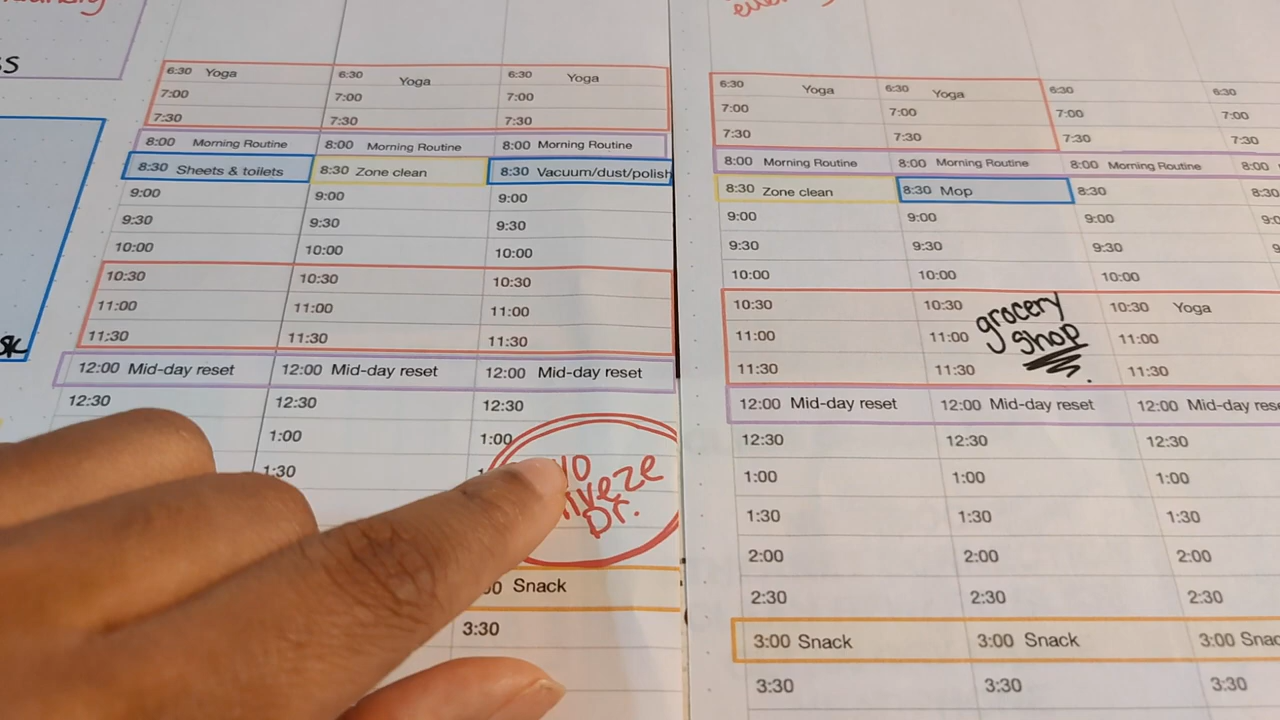 ss
SK
6:30 Yoga 6:30 Yoga 6:30 Yoga
7:00 7:00 7:00
7:30 7:30 7:30
8:00 Morning Routine 8:00 Morning Routine 8:00 Morning Routine
8:30 Sheets & toilets 8:30 Zone clean 8:30 Vacuum/dust/polish
9:00 9:00 9:00
9:30 9:30 9:30
10:00 10:00 10:00
10:30 10:30 10:30
11:00 11:00 11:00
11:30 11:30 11:30
12:00 Mid-day reset 12:00 Mid-day reset 12:00 Mid-day reset
12:30 12:30 12:30
1:00 1:00
1:30
Dr.
Snack
3:30
6:30 Yoga 6:30 Yoga 6:30 6:30
7:00 7:00 7:00 7:00
7:30 7:30 7:30 7:30
8:00 Morning Routine 8:00 Morning Routine 8:00 Morning Routine 8:00
8:30 Zone clean 8:30 Mop 8:30 8:30
9:00 9:00 9:00
9:30 9:30 9:30
10:00 10:00 10:00
10:30 10:30 grocery 10:30 Yoga
11:00 11:00 shop 11:00
11:30 11:30 11:30
12:00 Mid-day reset 12:00 Mid-day reset 12:00 Mid-day rese
12:30 12:30 12:30
1:00 1:00 1:00
1:30 1:30 1:30
2:00 2:00 2:00
2:30 2:30 2:30
3:00 Snack 3:00 Snack 3:00 Snac
3:30 3:30 3:30